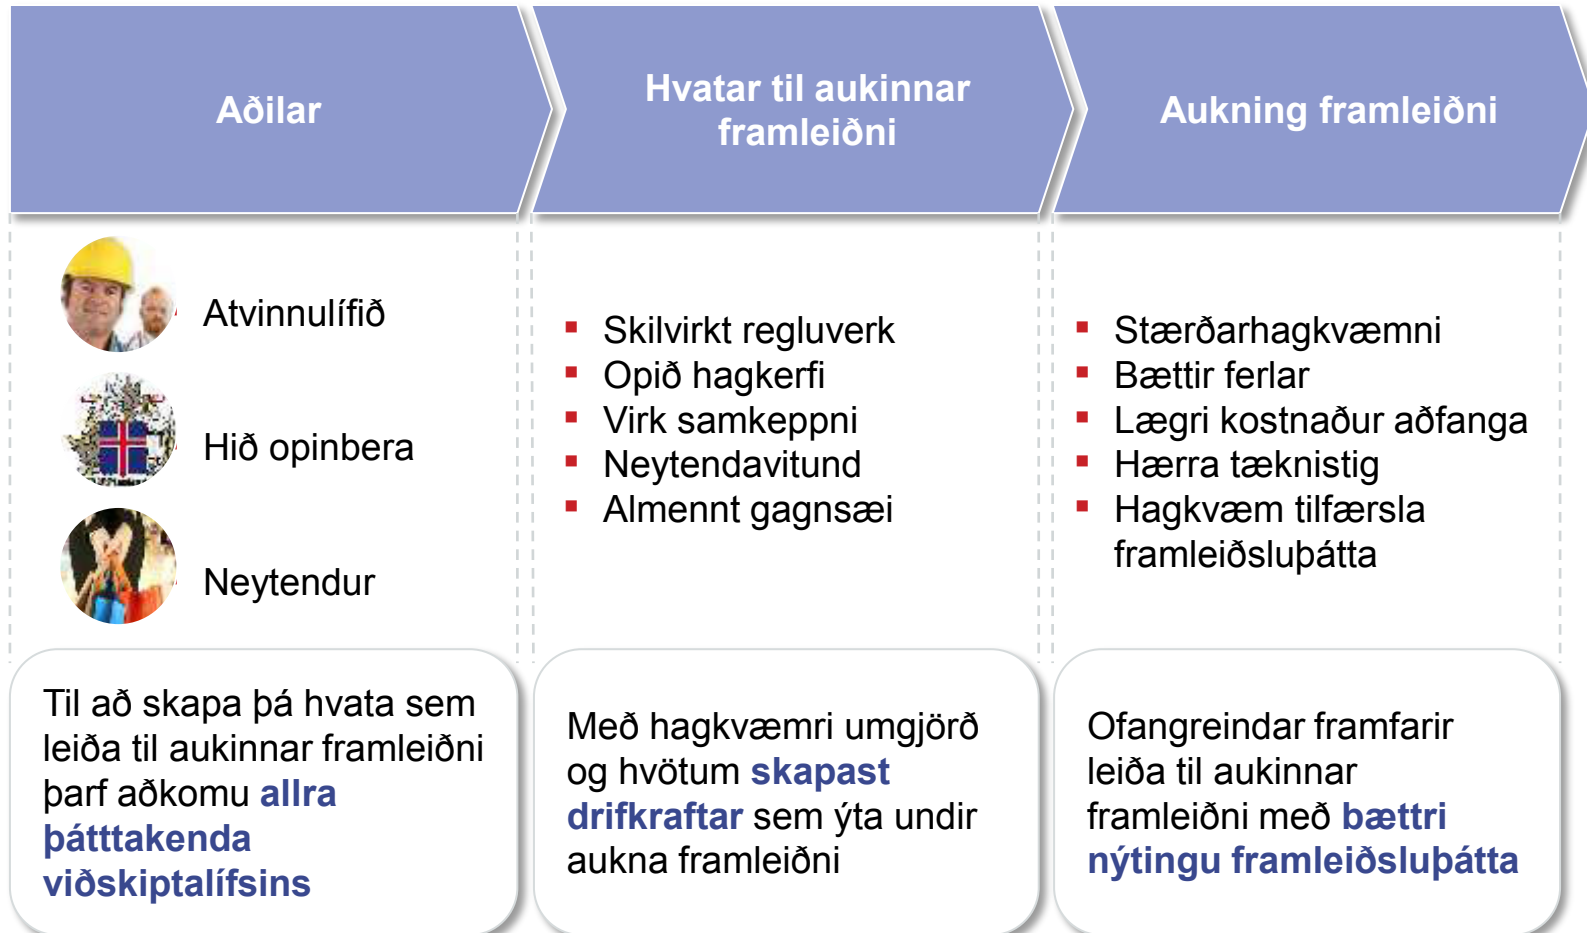 Aðilar
Hvatar til aukinnar
framleiðni
Aukning framleiðni
Atvinnulífið
Hið opinbera
Neytendur
Skilvirkt regluverk
Opið hagkerfi
Virk samkeppni
Neytendavitund
Almennt gagnsæi
Stærðarhagkvæmni
Bættir ferlar
Lægri kostnaður aðfanga
Hærra tæknistig
Hagkvæm tilfærsla
framleiðsluþátta
Til að skapa þá hvata sem
leiða til aukinnar framleiðni
þarf aðkomu allra
þátttakenda
viðskiptalífsins
Með hagkvæmri umgjörð
og hvötum skapast
drifkraftar sem ýta undir
aukna framleiðni
Ofangreindar framfarir
leiða til aukinnar
framleiðni með bættri
nýtingu framleiðsluþátta